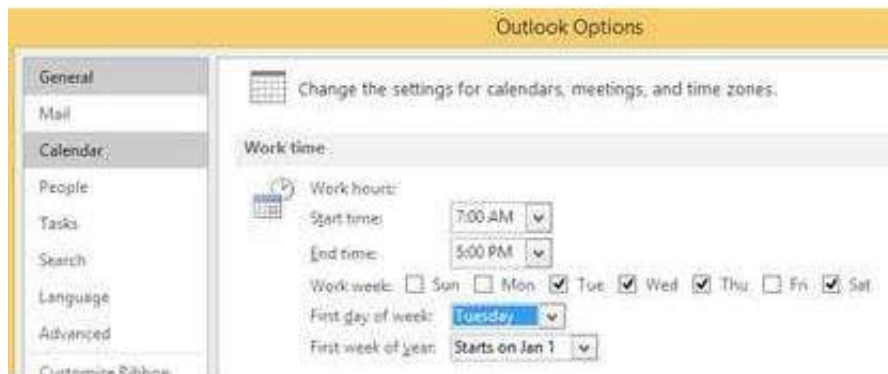 Outlook Options
General
Mail
Calendar
People
Tasks
Search
Language
Advanced
Customize Ribbon
Change the settings for calendars, meetings, and time zones.
Work time
Work hours:
Start time: 7:00 AM
End time: 5:00 PM
Work week: Sun Mon Tue Wed Thu Fri Sat
First day of week: Tuesday
First week of year: Starts on Jan 1